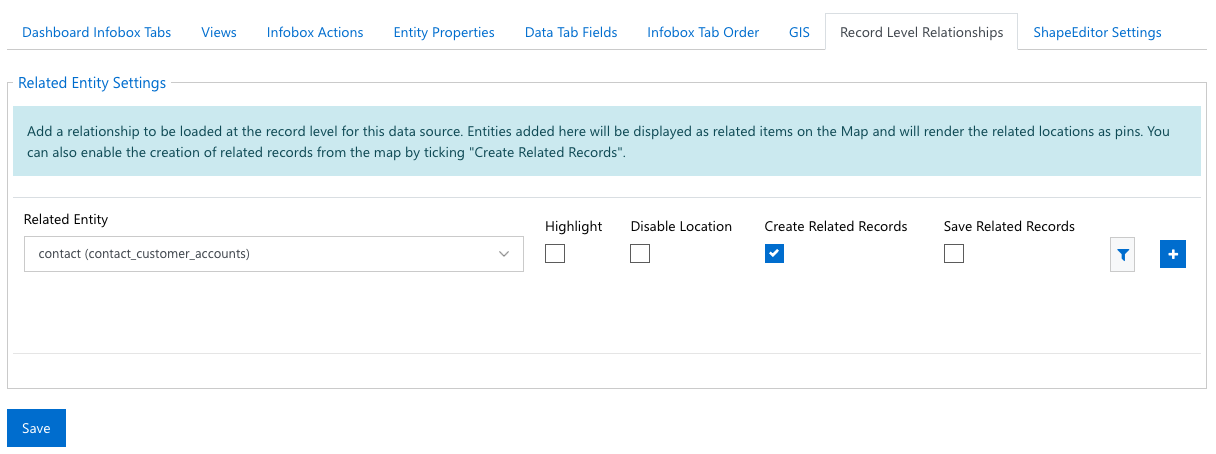 Dashboard Infobox Tabs Views Infobox Actions Entity Properties Data Tab Fields Infobox Tab Order GIS Record Level Relationships ShapeEditor Settings
Related Entity Settings
Add a relationship to be loaded at the record level for this data source. Entities added here will be displayed as related items on the Map and will render the related locations as pins. You
can also enable the creation of related records from the map by ticking "Create Related Records".
Related Entity
Highlight Disable Location Create Related Records Save Related Records
contact (contact_customer_accounts)
Save